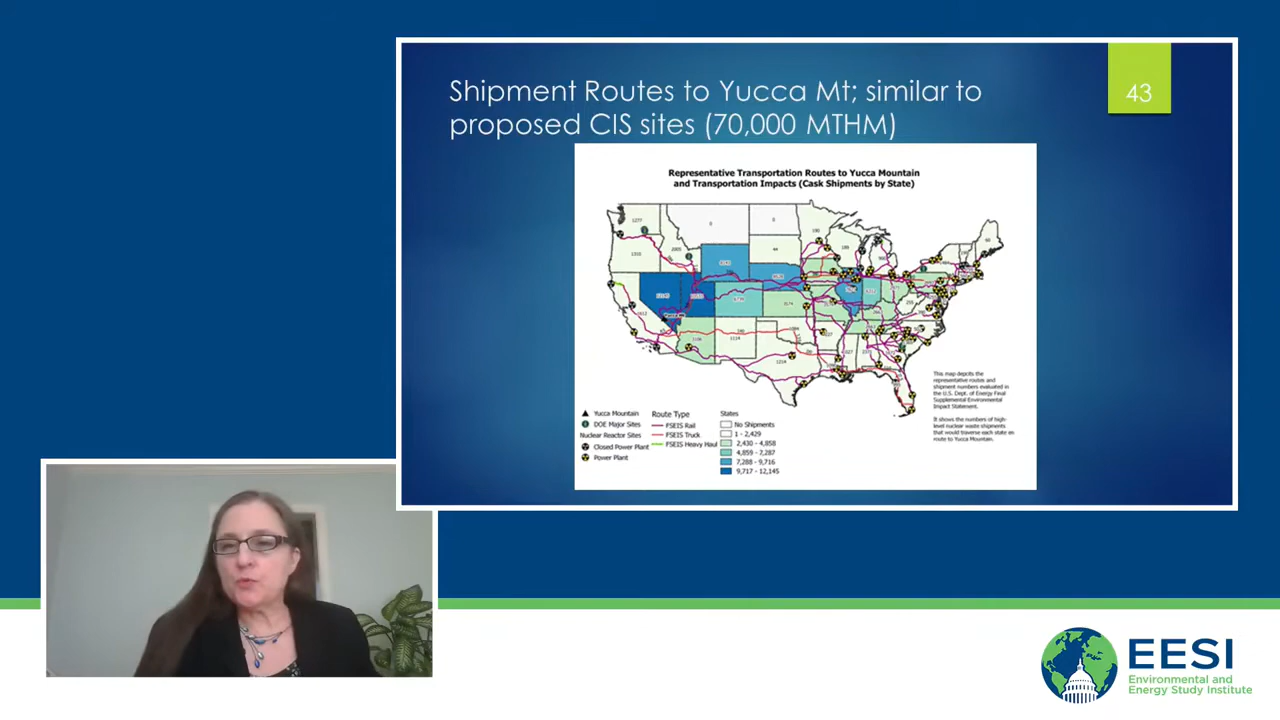 Shipment Routes to Yucca Mt; similar to
proposed CIS sites (70,000 MTHM)
43
Representative Transportation Routes to Yucca Mountain
and Transportation Impacts (Cask Shipments by State)
1277
0
0
44
1114
1214
Yucca Mountain
DOE Major Sites
Nuclear Reactor Sites
Closed Power Plant
Power Plant
Route Type
FSEIS Rail
FSEIS Truck
FSEIS Heavy Haul
States
No Shipments
1 - 2,429
2,430 - 4,858
4,859 - 7,287
7,288 - 9,716
9,717 - 12,145
This map depicts the
representative routes and
shipment numbers evaluated in
the U.S. Dept. of Energy Final
Supplemental Environmental
Impact Statement.
It shows the numbers of high-
level nuclear waste shipments
that would traverse each state en
route to Yucca Mountain.
EESI
Environmental and
Energy Study Institute